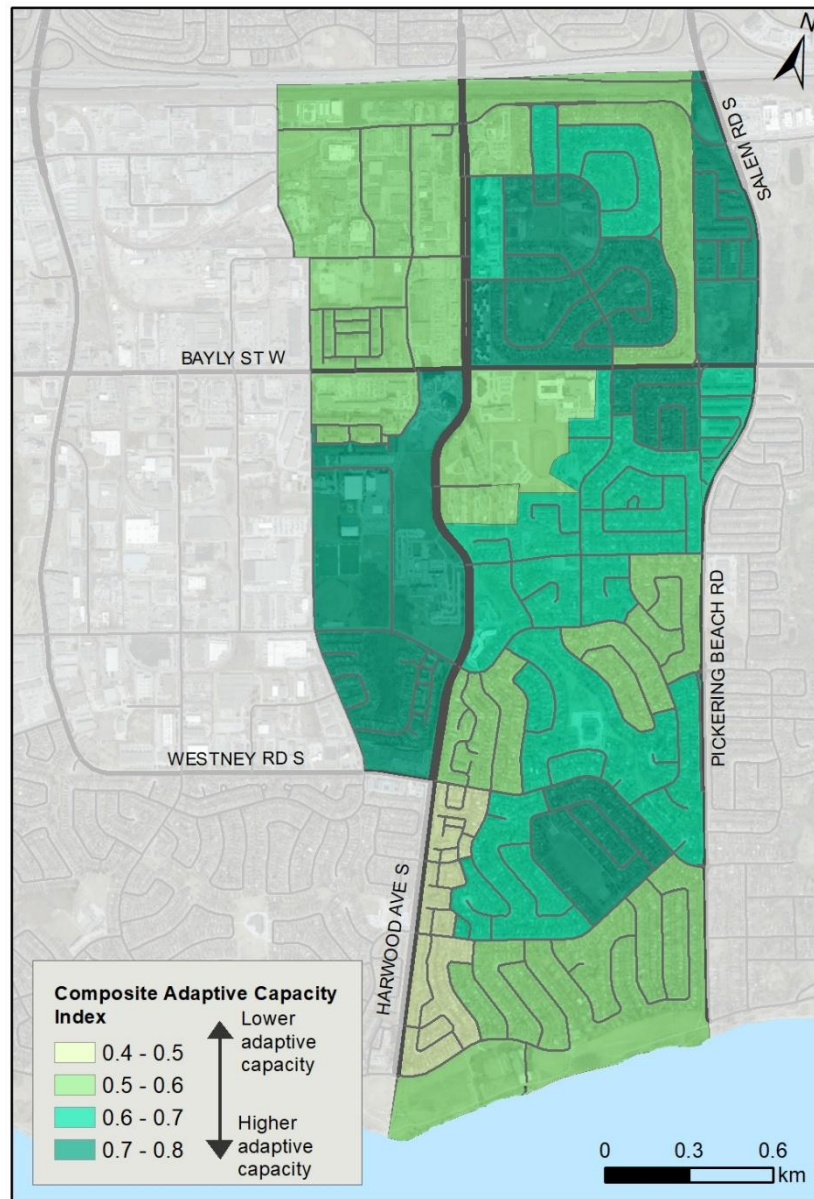 N
SALEM RD S
BAYLY ST W
PICKERING BEACH RD
WESTNEY RD S
HARWOOD AVE S
Composite Adaptive Capacity
Index
0.4 - 0.5
0.5 - 0.6
0.6 - 0.7
0.7 - 0.8
Lower
adaptive
capacity
Higher
adaptive
capacity
0 0.3 0.6
km